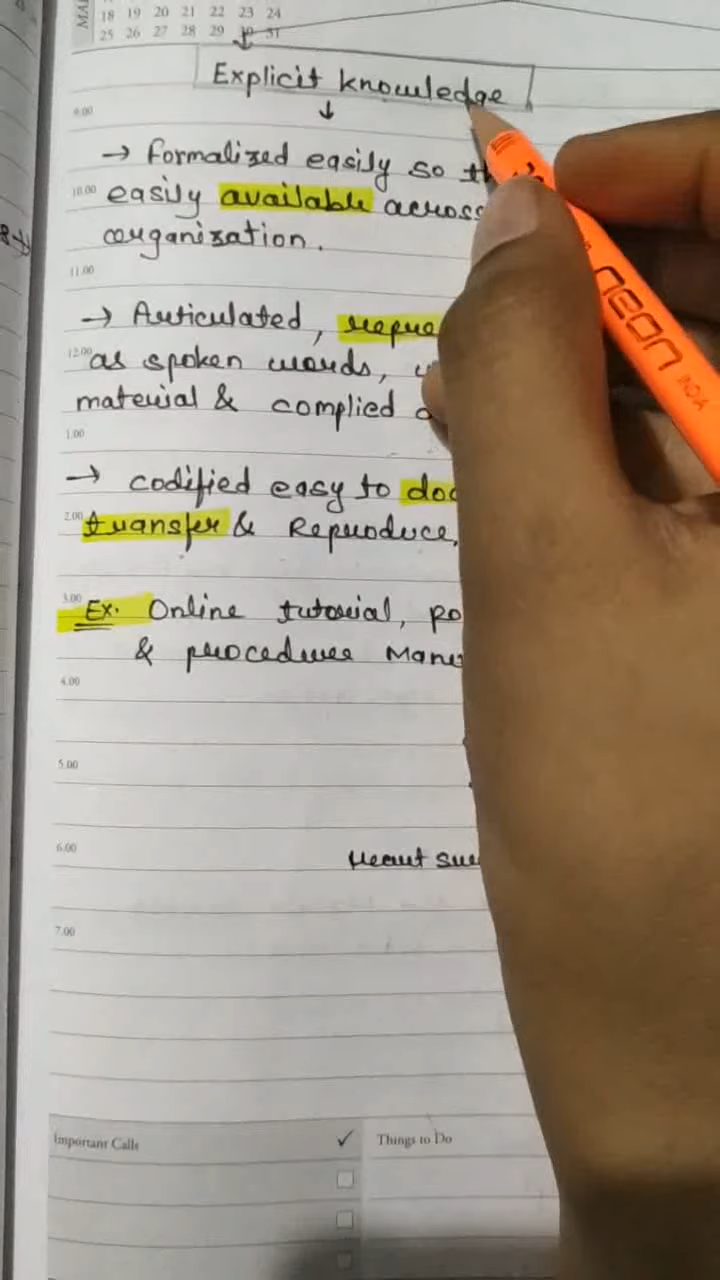 18 19 20 21 22 23 24
25 26 27 28 29 30 31
Explicit knowledge
9.00
→ Formalized easily so
10.00 easily available across
organization.
11.00
→ Articulated,
12.00 as spoken words,
material & complied
1.00
→ codified easy to
2.00 transfer & Reproduce,
3.00 Ex. Online tutorial,
& procedures
4.00
5.00
6.00
7.00
Important Calls ✓ Things to Do
neon INDIA